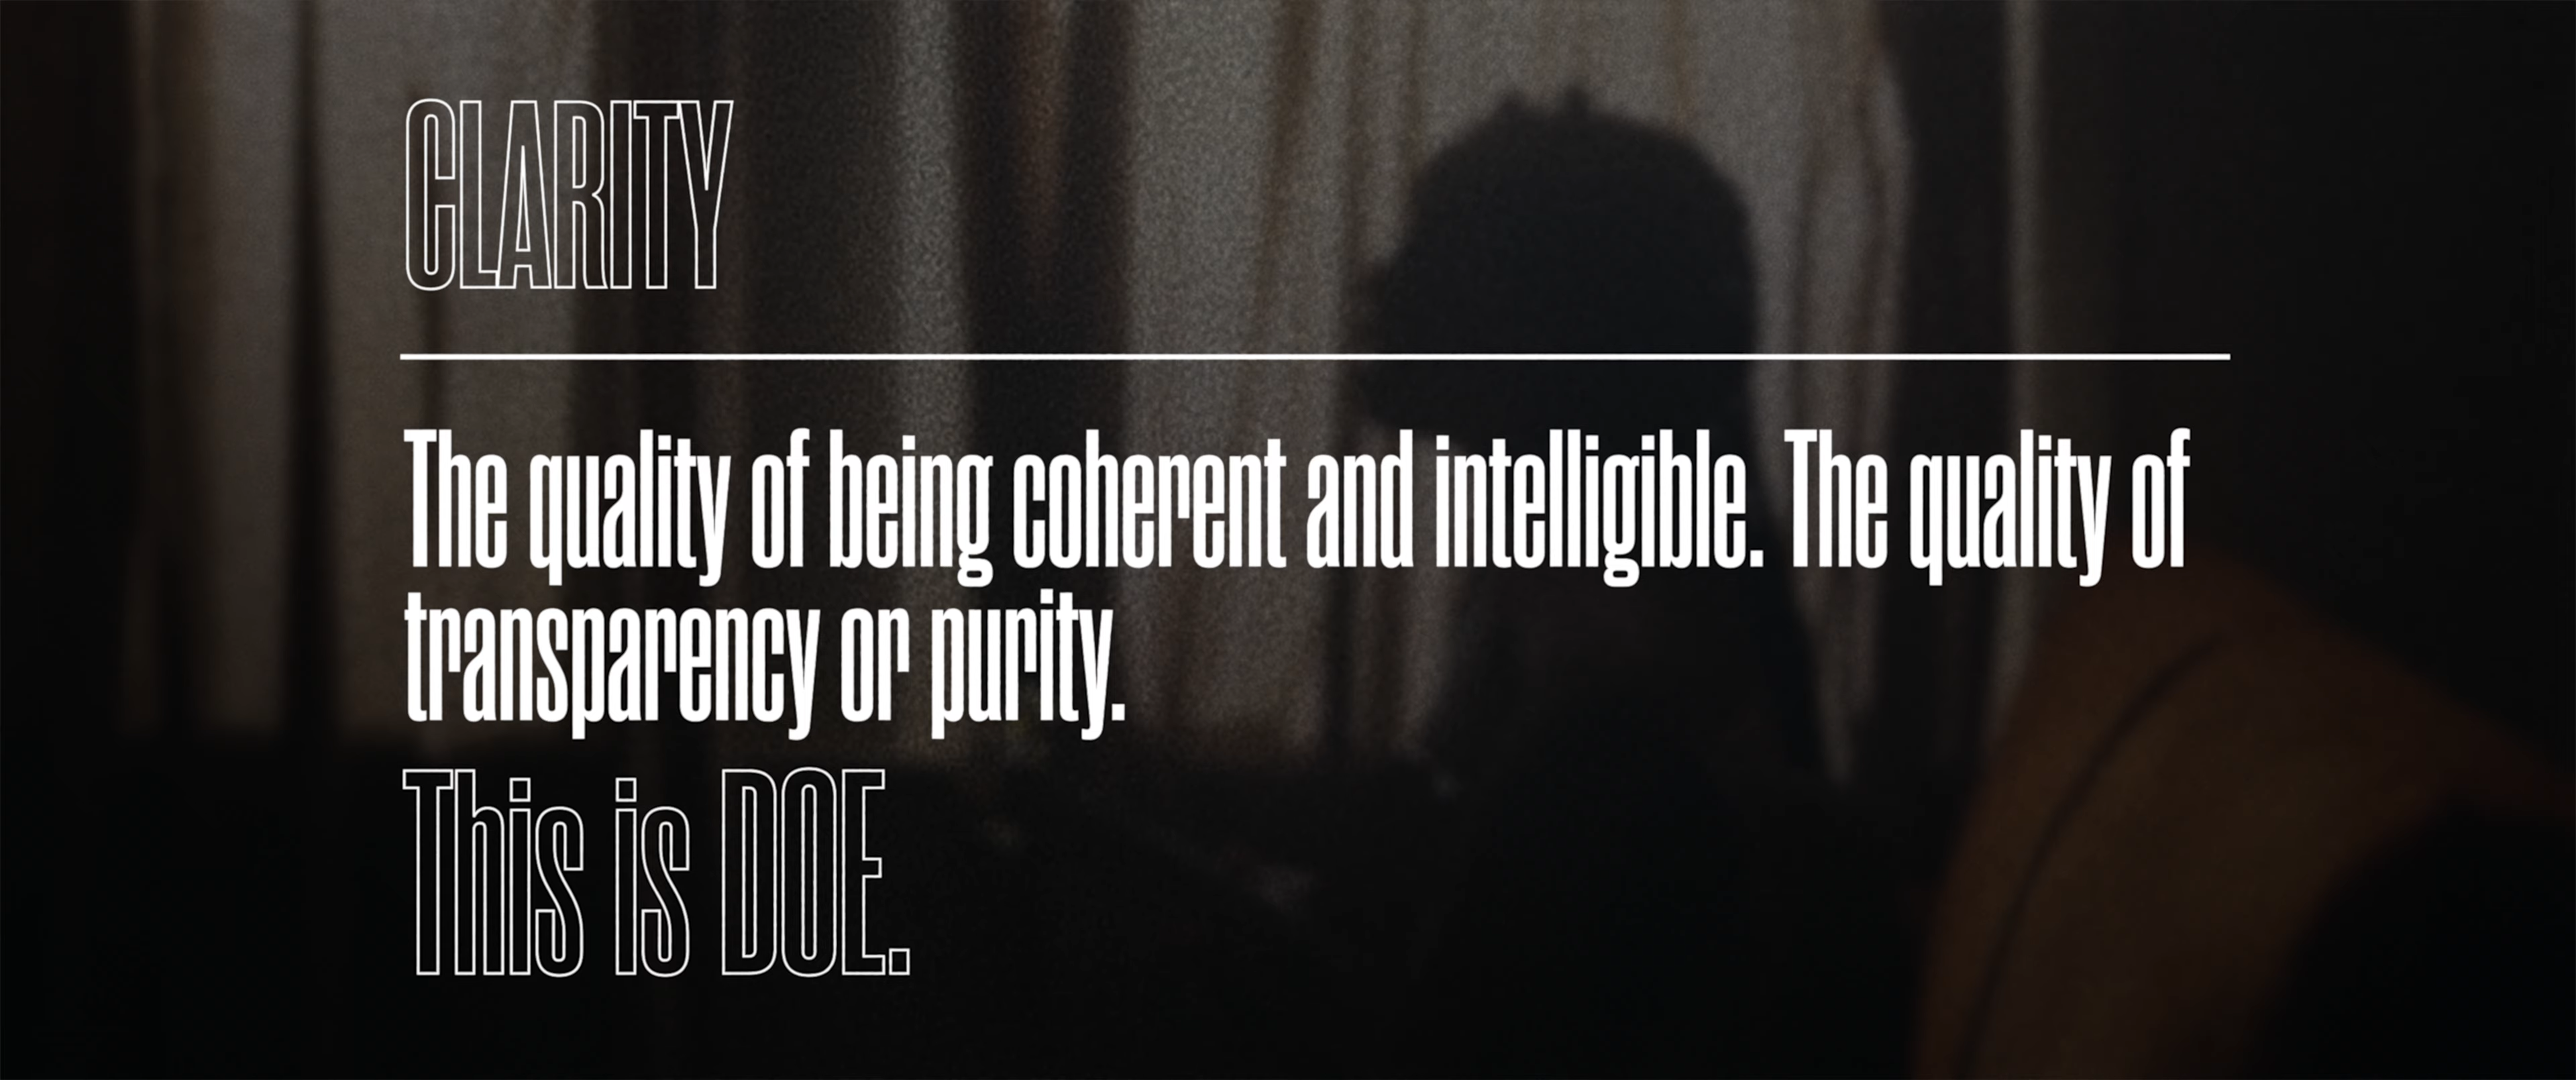 CLARITY
The quality of being coherent and intelligible. The quality of
transparency or purity.
This is DOE.